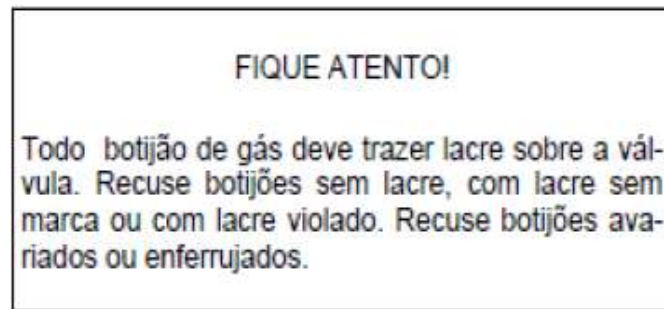 FIQUE ATENTO!
Todo botijão de gás deve trazer lacre sobre a vál-
vula. Recuse botijões sem lacre, com lacre sem
marca ou com lacre violado. Recuse botijões ava-
riados ou enferrujados.